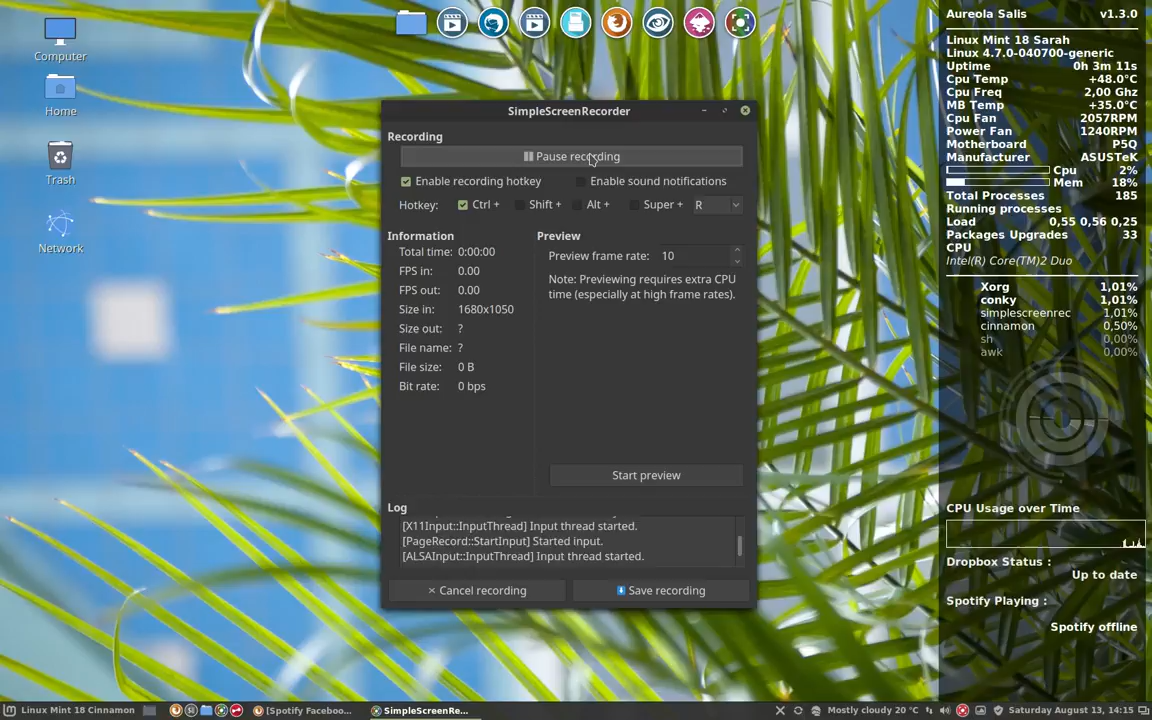 Computer
Home
Trash
Network
SimpleScreenRecorder
Recording
Pause recording
Enable recording hotkey
Enable sound notifications
Hotkey: Ctrl + Shift + Alt + Super + R
Information
Total time: 0:00:00
FPS in: 0.00
FPS out: 0.00
Size in: 1680x1050
Size out: ?
File name: ?
File size: 0 B
Bit rate: 0 bps
Preview
Preview frame rate: 10
Note: Previewing requires extra CPU
time (especially at high frame rates).
Start preview
Log
[X11Input::InputThread] Input thread started.
[PageRecord::StartInput] Started input.
[ALSAInput::InputThread] Input thread started.
Cancel recording
Save recording
Aureola Salis v1.3.0
Linux Mint 18 Sarah
Linux 4.7.0-040700-generic
Uptime 0h 3m 11s
Cpu Temp +48.0°C
Cpu Freq 2,00 Ghz
MB Temp +35.0°C
Cpu Fan 2057RPM
Power Fan 1240RPM
Motherboard P5Q
Manufacturer ASUSTeK
Cpu 2%
Mem 18%
Total Processes 185
Running processes
Load 0,55 0,56 0,25
Packages Upgrades 33
CPU
Intel(R) Core(TM)2 Duo
Xorg 1,01%
conky 1,01%
simplescreenrec 1,01%
cinnamon 0,50%
sh 0,00%
awk 0,00%
CPU Usage over Time
Dropbox Status :
Up to date
Spotify Playing :
Spotify offline
Linux Mint 18 Cinnamon
[Spotify Faceboo...
SimpleScreenRe...
Mostly cloudy 20 °C
Saturday August 13, 14:15